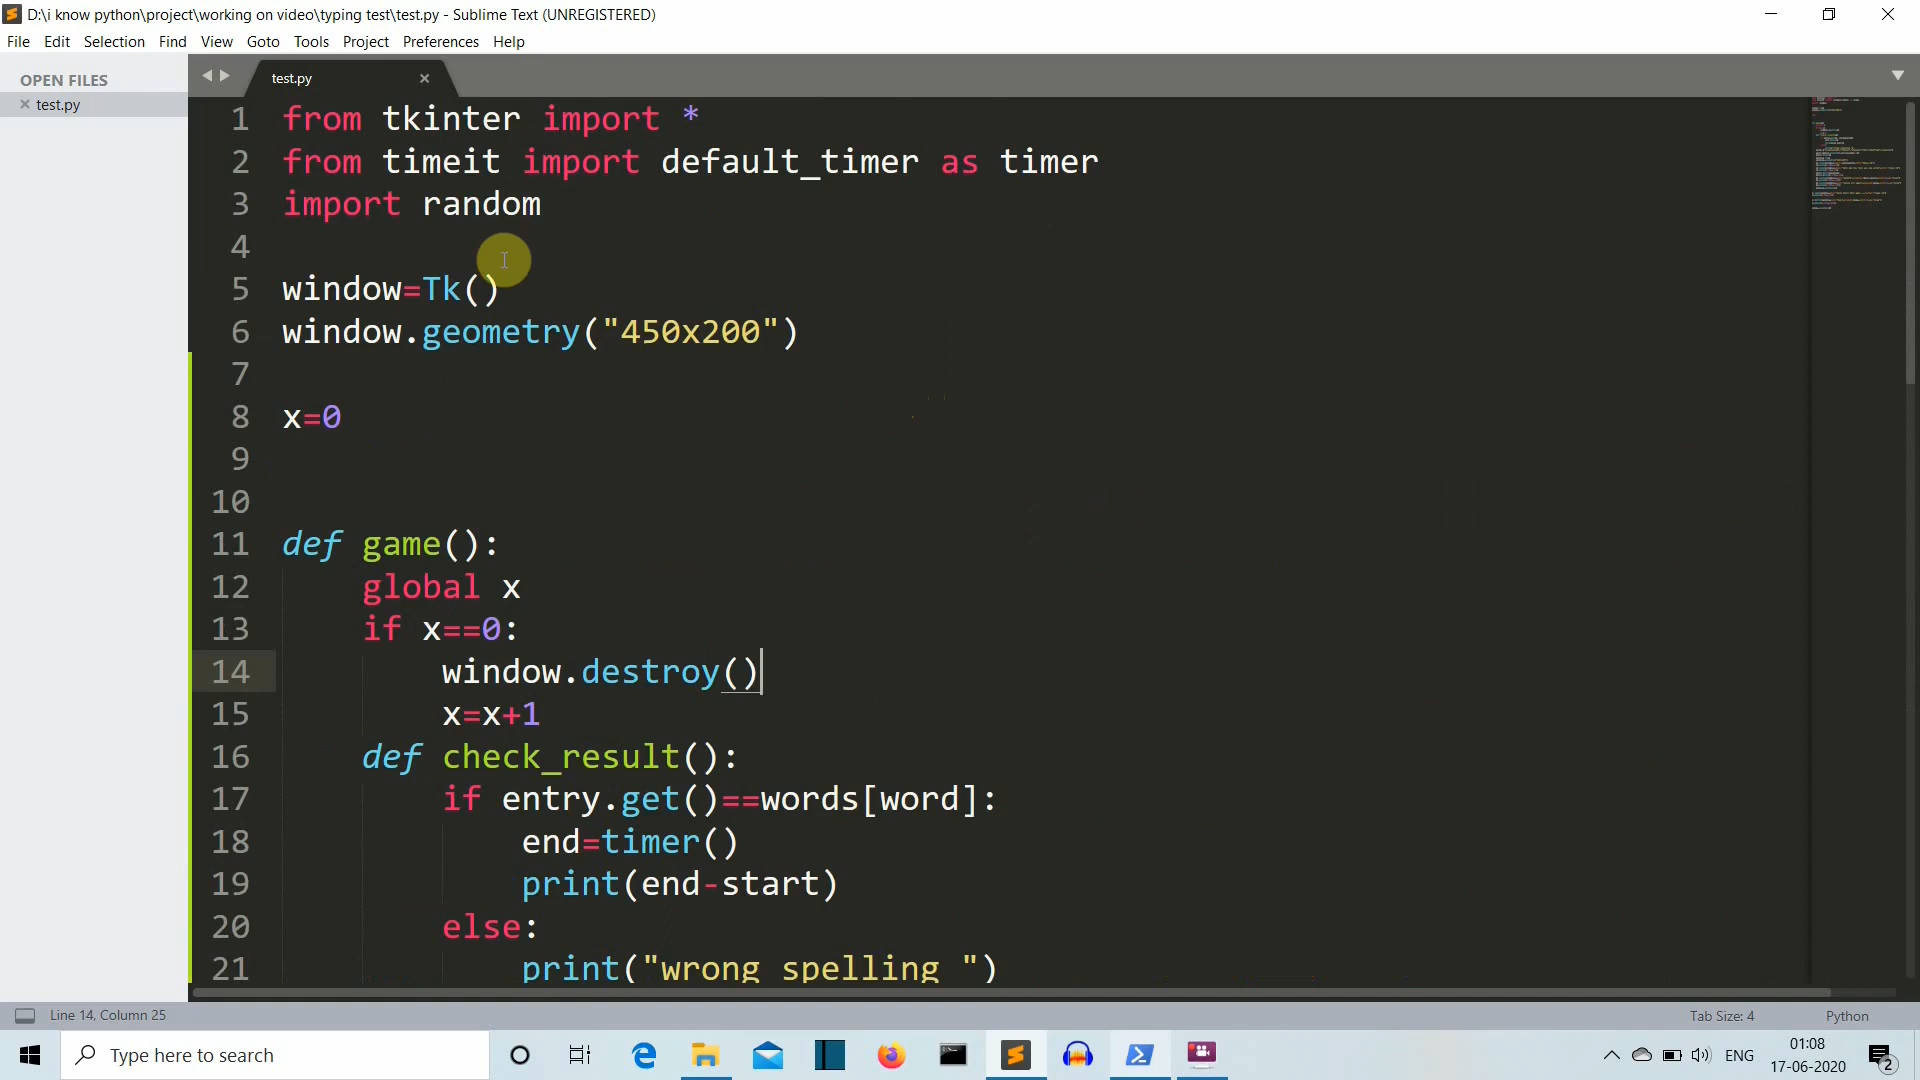 D:\i know python\project\working on video\typing test\test.py - Sublime Text (UNREGISTERED)
File Edit Selection Find View Goto Tools Project Preferences Help
OPEN FILES
test.py
test.py
1 from tkinter import *
2 from timeit import default_timer as timer
3 import random
4
5 window=Tk()
6 window.geometry("450x200")
7
8 x=0
9
10
11 def game():
12 global x
13 if x==0:
14 window.destroy()
15 x=x+1
16 def check_result():
17 if entry.get()==words[word]:
18 end=timer()
19 print(end-start)
20 else:
21 print("wrong spelling ")
Line 14, Column 25 Tab Size: 4 Python
Type here to search
ENG
01:08
17-06-2020
2